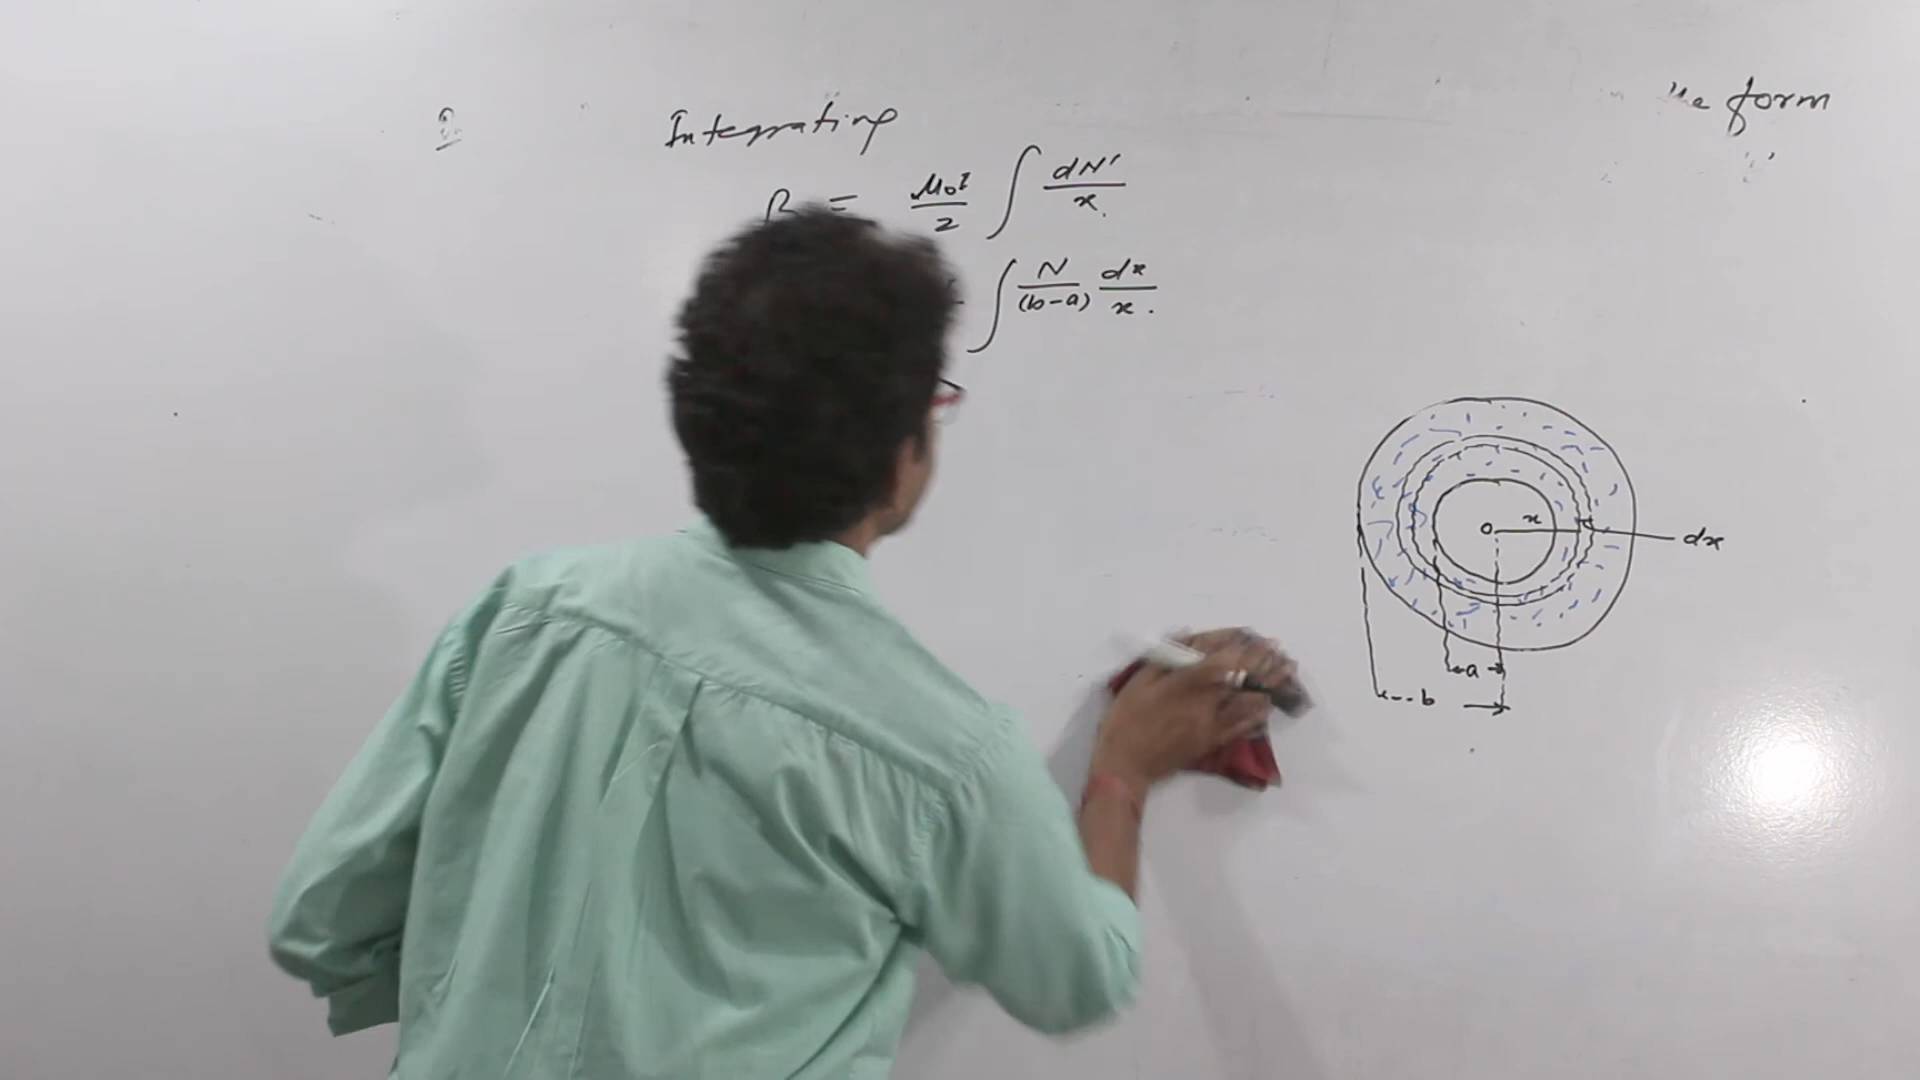 Q.
Integrating
the form
B = μ₀i/2 ∫ dN'/x.
∫ N/(b-a) dx/x.
O x dx
a
b